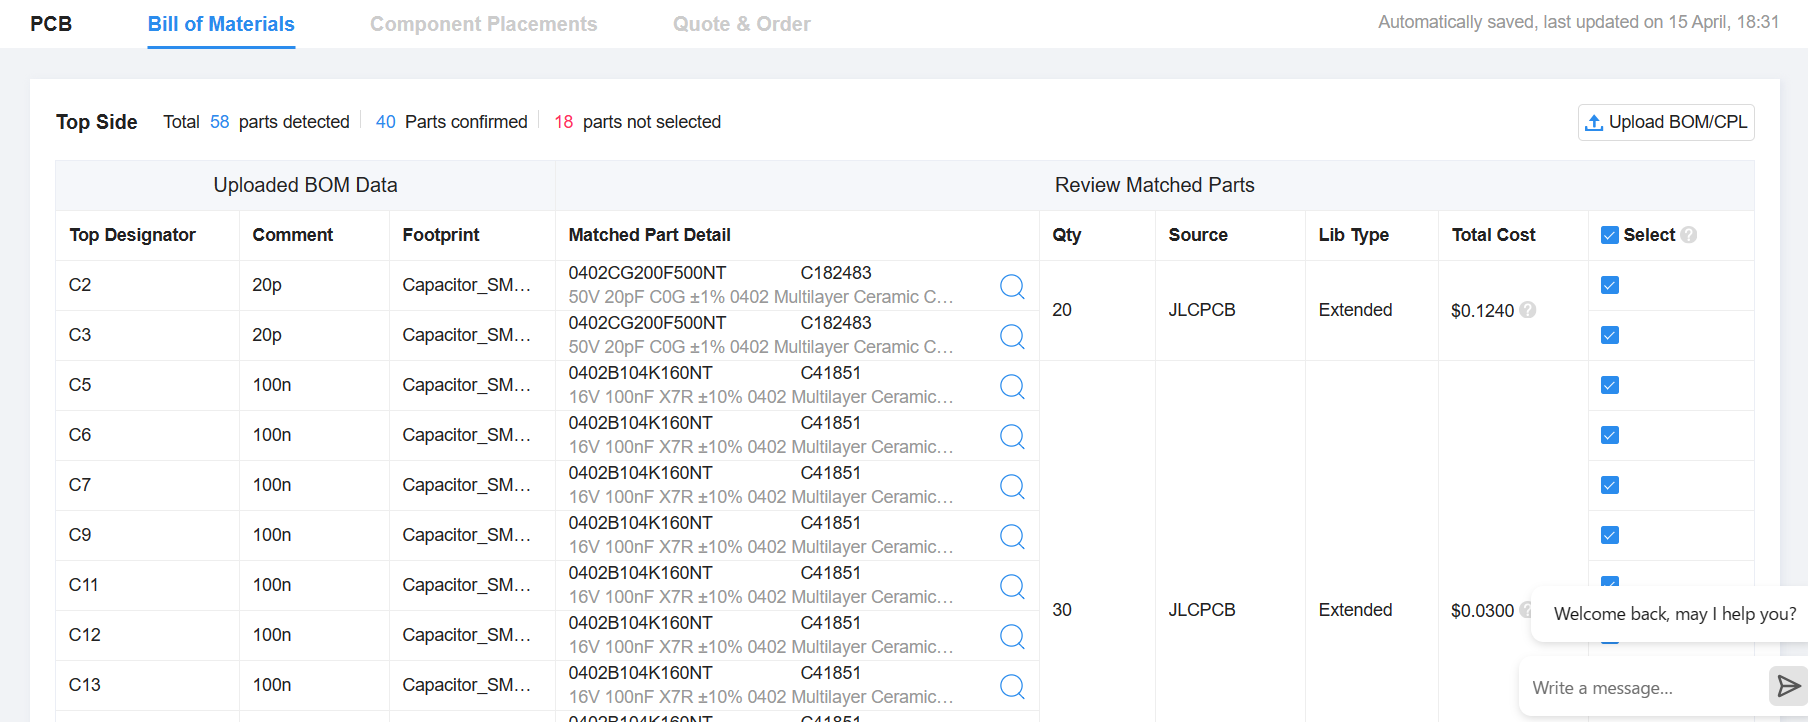 PCB Bill of Materials Component Placements Quote & Order Automatically saved, last updated on 15 April, 18:31
Top Side Total 58 parts detected 40 Parts confirmed 18 parts not selected Upload BOM/CPL
Uploaded BOM Data Review Matched Parts
Top Designator Comment Footprint Matched Part Detail Qty Source Lib Type Total Cost Select ?
C2 20p Capacitor_SM... 0402CG200F500NT C182483
50V 20pF C0G ±1% 0402 Multilayer Ceramic C...
20 JLCPCB Extended $0.1240 ?
C3 20p Capacitor_SM... 0402CG200F500NT C182483
50V 20pF C0G ±1% 0402 Multilayer Ceramic C...
C5 100n Capacitor_SM... 0402B104K160NT C41851
16V 100nF X7R ±10% 0402 Multilayer Ceramic...
C6 100n Capacitor_SM... 0402B104K160NT C41851
16V 100nF X7R ±10% 0402 Multilayer Ceramic...
C7 100n Capacitor_SM... 0402B104K160NT C41851
16V 100nF X7R ±10% 0402 Multilayer Ceramic...
C9 100n Capacitor_SM... 0402B104K160NT C41851
16V 100nF X7R ±10% 0402 Multilayer Ceramic...
C11 100n Capacitor_SM... 0402B104K160NT C41851
16V 100nF X7R ±10% 0402 Multilayer Ceramic...
30 JLCPCB Extended $0.0300 ?
Welcome back, may I help you?
C12 100n Capacitor_SM... 0402B104K160NT C41851
16V 100nF X7R ±10% 0402 Multilayer Ceramic...
C13 100n Capacitor_SM... 0402B104K160NT C41851
16V 100nF X7R ±10% 0402 Multilayer Ceramic...
Write a message...
0402B104K160NT C41851